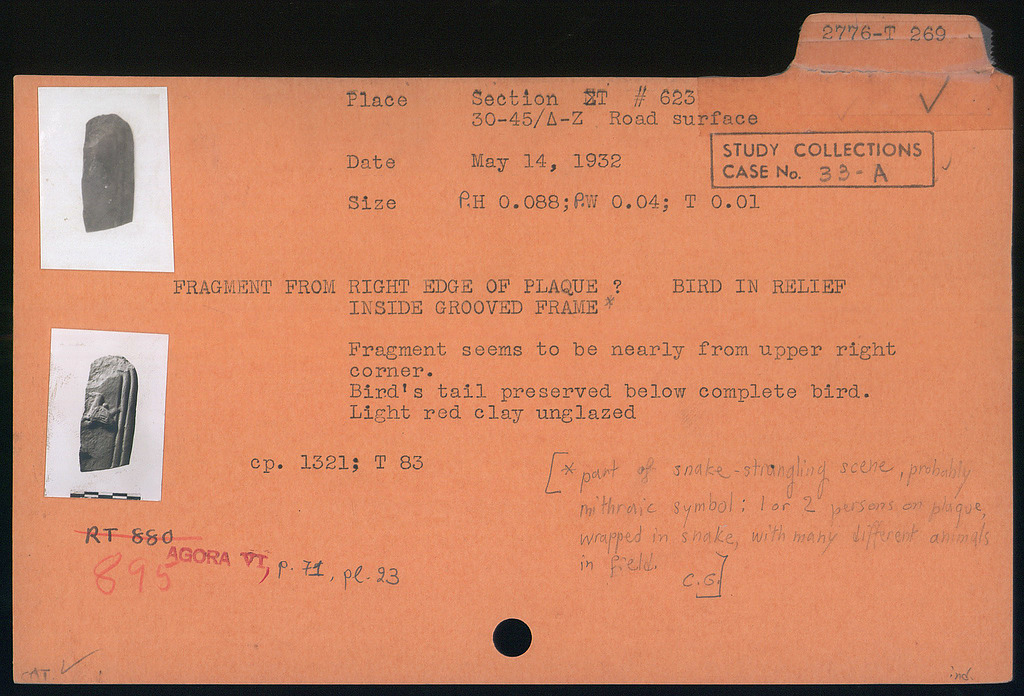 2776-T 269
Place Section ΣT # 623
30-45/Δ-Z Road surface
STUDY COLLECTIONS
CASE No. 33-A
Date May 14, 1932
Size P.H 0.088; P.W 0.04; T 0.01
FRAGMENT FROM RIGHT EDGE OF PLAQUE ? BIRD IN RELIEF
INSIDE GROOVED FRAME *
Fragment seems to be nearly from upper right
corner.
Bird's tail preserved below complete bird.
Light red clay unglazed
cp. 1321; T 83
[* part of snake-strangling scene, probably
mithraic symbol: 1 or 2 persons on plaque,
wrapped in snake, with many different animals
in field.
C.G.]
RT 880
895
AGORA VI, p. 71, pl. 23
AT
ind.